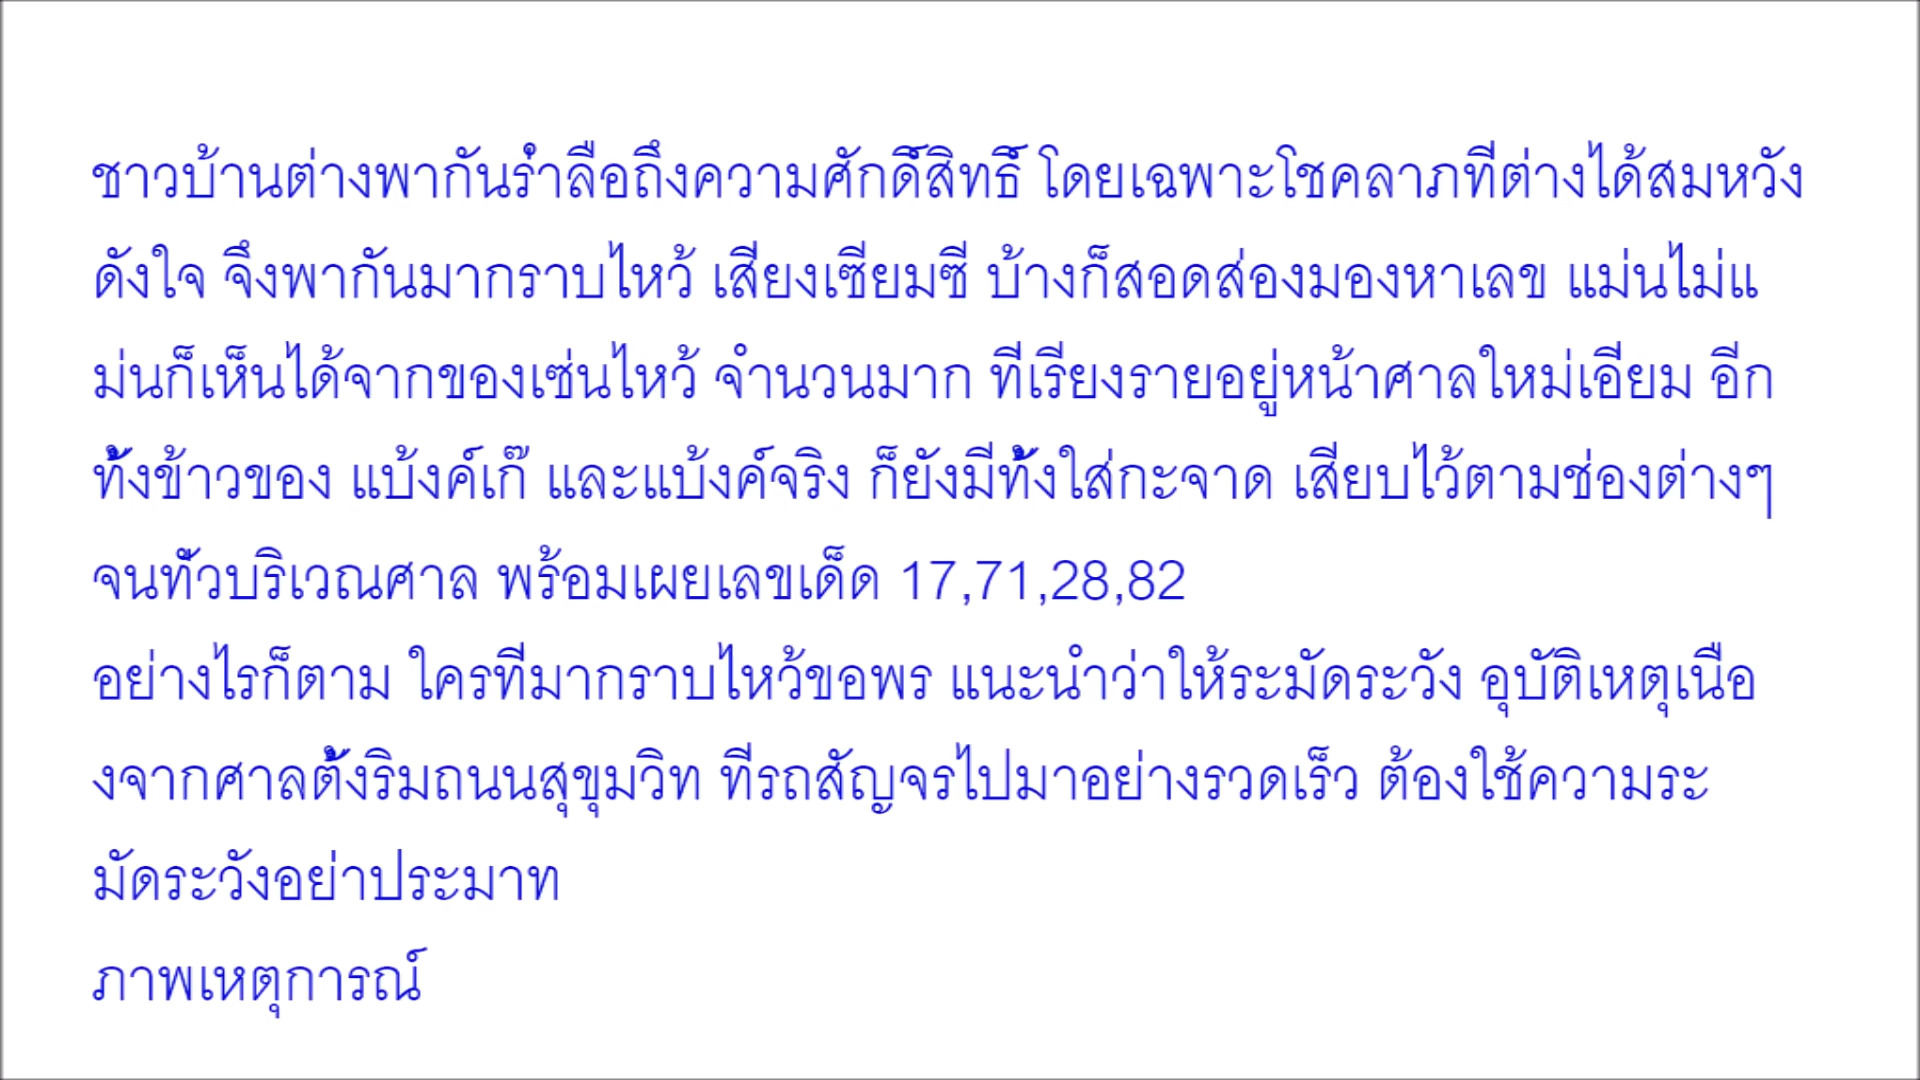 ชาวบ้านต่างพากันร่ำลือถึงความศักดิ์สิทธิ์ โดยเฉพาะโชคลาภที่ต่างได้สมหวัง
ดังใจ จึงพากันมากราบไหว้ เสี่ยงเซียมซี บ้างก็สอดส่องมองหาเลข แม่นไม่แ
ม่นก็เห็นได้จากของเซ่นไหว้ จำนวนมาก ที่เรียงรายอยู่หน้าศาลใหม่เอี่ยม อีก
ทั้งข้าวของ แบ้งค์เก๊ และแบ้งค์จริง ก็ยังมีทั้งใส่กะจาด เสียบไว้ตามช่องต่างๆ
จนทั่วบริเวณศาล พร้อมเผยเลขเด็ด 17,71,28,82
อย่างไรก็ตาม ใครที่มากราบไหว้ขอพร แนะนำว่าให้ระมัดระวัง อุบัติเหตุเนื่อ
งจากศาลตั้งริมถนนสุขุมวิท ที่รถสัญจรไปมาอย่างรวดเร็ว ต้องใช้ความระ
มัดระวังอย่าประมาท
ภาพเหตุการณ์